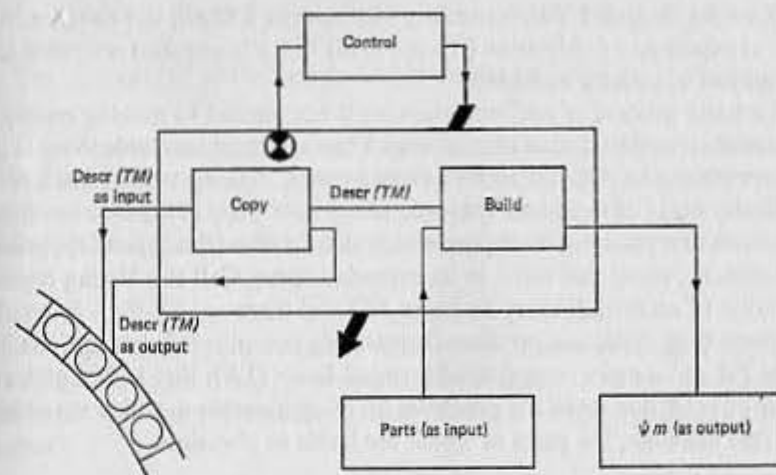 Control
Descr (TM)
as input
Copy
Descr (TM)
Build
Descr (TM)
as output
Parts (as input)
ψ m (as output)